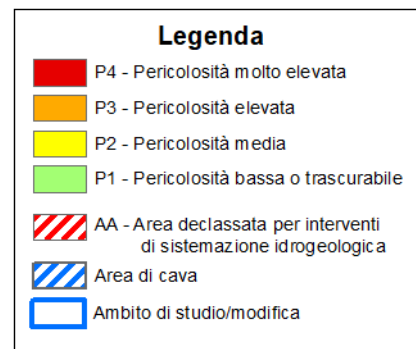 Legenda
P4 - Pericolosità molto elevata
P3 - Pericolosità elevata
P2 - Pericolosità media
P1 - Pericolosità bassa o trascurabile
AA - Area declassata per interventi
di sistemazione idrogeologica
Area di cava
Ambito di studio/modifica